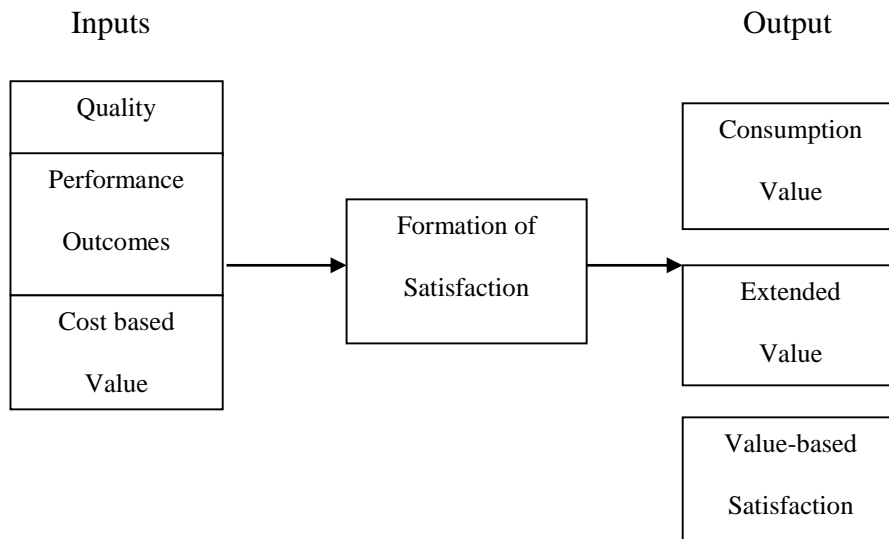 Inputs
Output
Quality
Performance
Outcomes
Cost based
Value
Formation of
Satisfaction
Consumption
Value
Extended
Value
Value-based
Satisfaction